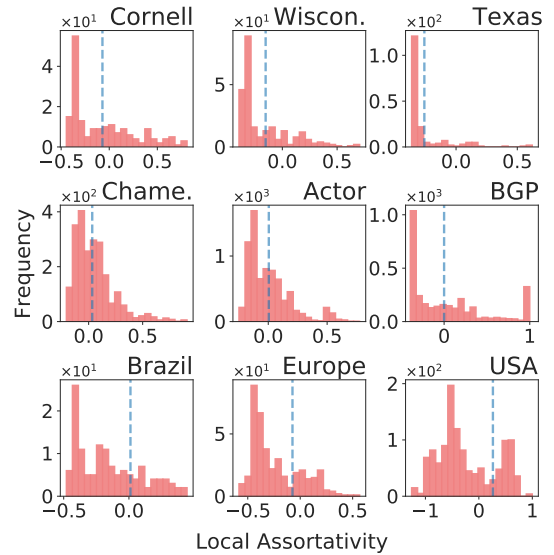 Cornell Wiscon. Texas
×10¹ ×10¹ ×10²
4 2 0
5 0
1.0 0.5 0.0
−0.5 0.0 0.5 0.0 0.5 0.0 0.5
Chame. Actor BGP
×10² ×10³ ×10³
4 2 0
1 0
1.0 0.5 0.0
0.0 0.5 0.0 0.5 0 1
Brazil Europe USA
×10¹ ×10¹ ×10²
2 1 0
5 0
2 1 0
−0.5 0.0 −0.5 0.0 0.5 −1 0 1
Frequency
Local Assortativity